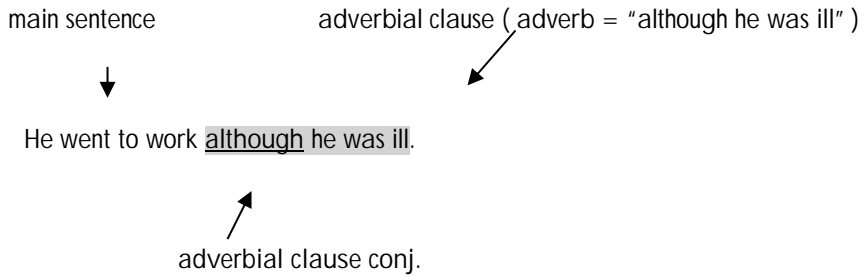 main sentence adverbial clause ( adverb = “although he was ill” )
He went to work although he was ill.
adverbial clause conj.